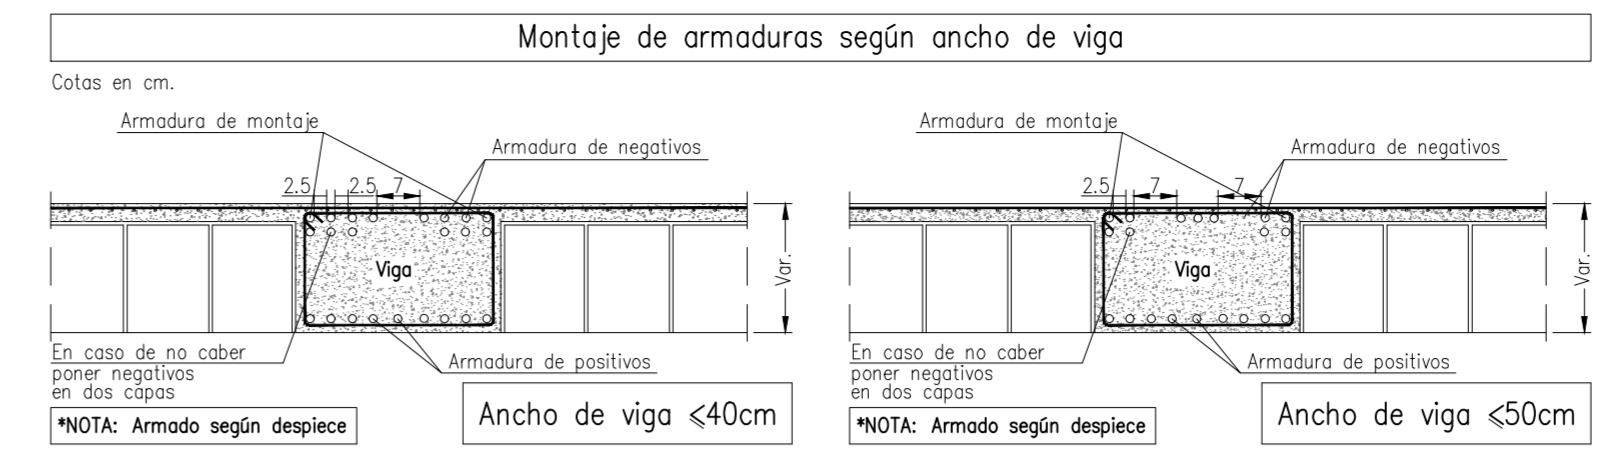 Montaje de armaduras según ancho de viga
Cotas en cm.
Armadura de montaje
Armadura de negativos
2.5 2.5 7
Viga
Var.
En caso de no caber
poner negativos
en dos capas
Armadura de positivos
*NOTA: Armado según despiece
Ancho de viga ⩽40cm
Armadura de montaje
Armadura de negativos
2.5 7 7
Viga
Var.
En caso de no caber
poner negativos
en dos capas
Armadura de positivos
*NOTA: Armado según despiece
Ancho de viga ⩽50cm